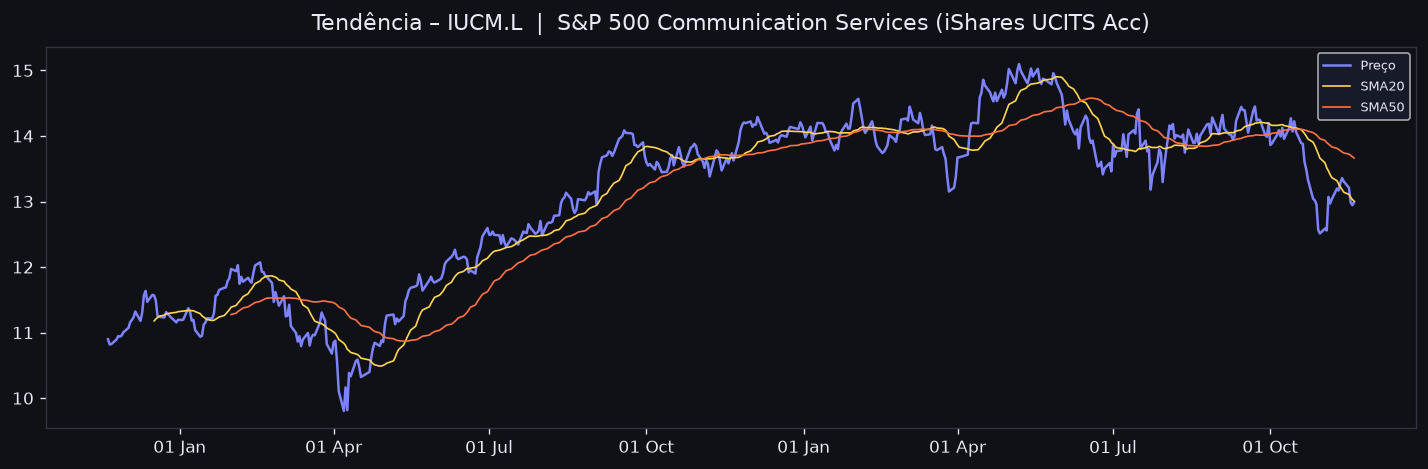 Tendência – IUCM.L | S&P 500 Communication Services (iShares UCITS Acc)
Preço
SMA20
SMA50
15
14
13
12
11
10
01 Jan
01 Apr
01 Jul
01 Oct
01 Jan
01 Apr
01 Jul
01 Oct